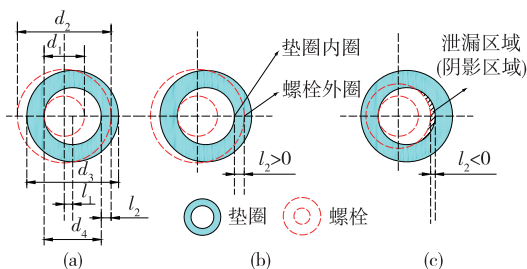 d₂
d₁
d₃
l₁
l₂
d₄
(a)
垫圈内圈
螺栓外圈
l₂>0
(b)
泄漏区域
(阴影区域)
l₂<0
(c)
垫圈
螺栓